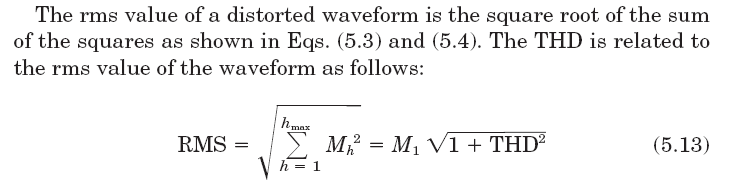 The rms value of a distorted waveform is the square root of the sum
of the squares as shown in Eqs. (5.3) and (5.4). The THD is related to
the rms value of the waveform as follows:
RMS = √(∑_{h = 1}^{h_max} M_h²) = M₁ √(1 + THD²) (5.13)